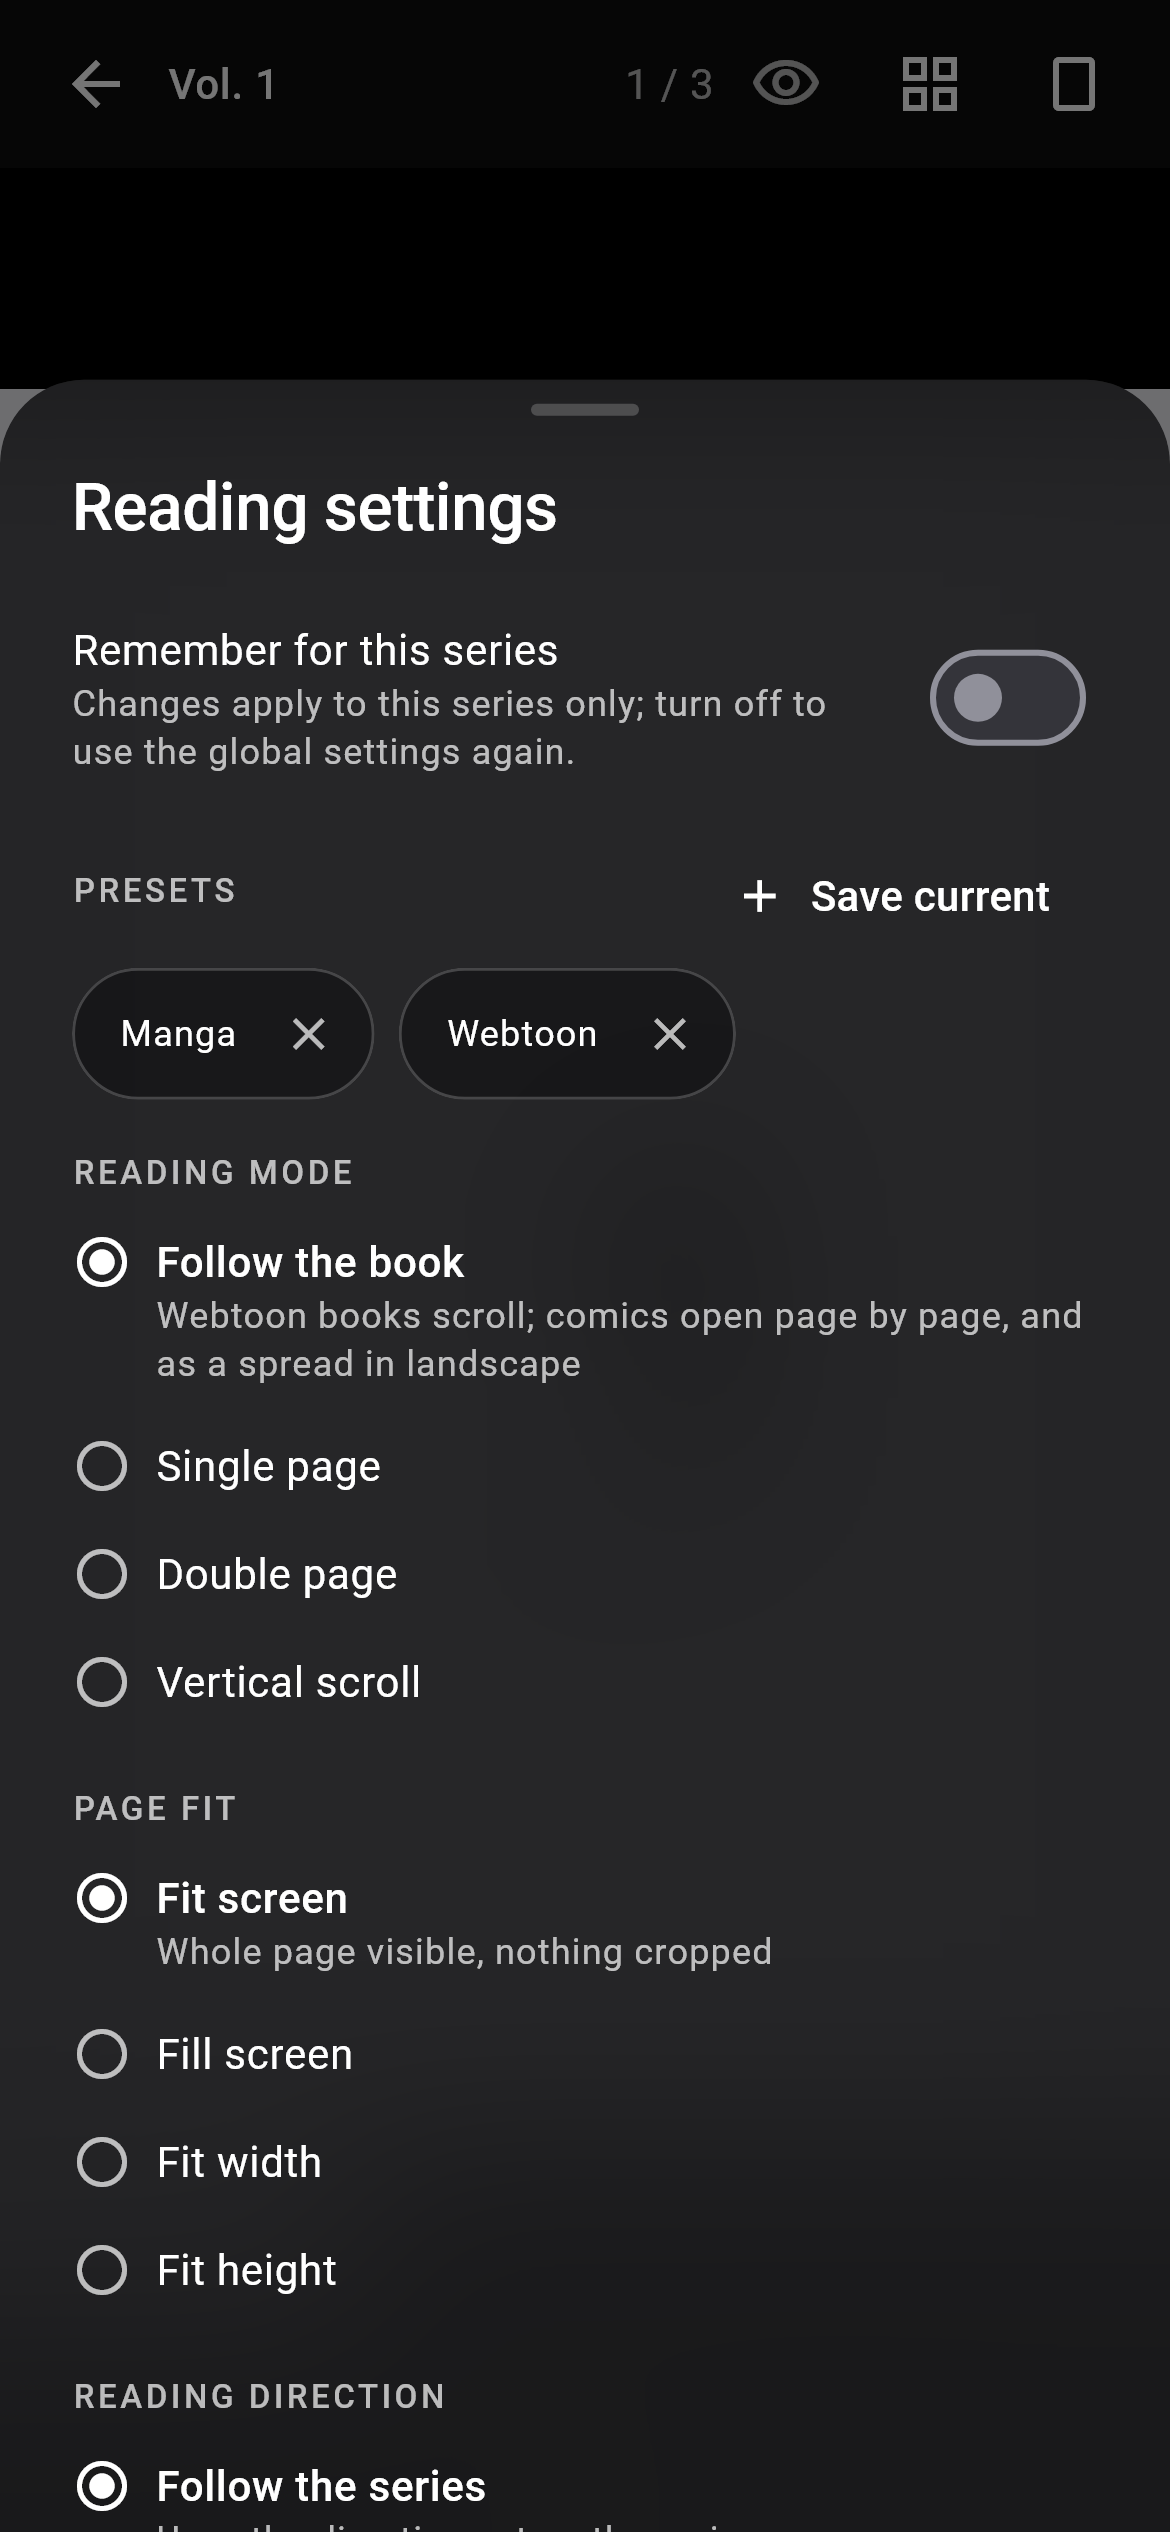 Vol. 1
1 / 3
Reading settings
Remember for this series
Changes apply to this series only; turn off to
use the global settings again.
PRESETS
Save current
Manga
Webtoon
READING MODE
Follow the book
Webtoon books scroll; comics open page by page, and
as a spread in landscape
Single page
Double page
Vertical scroll
PAGE FIT
Fit screen
Whole page visible, nothing cropped
Fill screen
Fit width
Fit height
READING DIRECTION
Follow the series